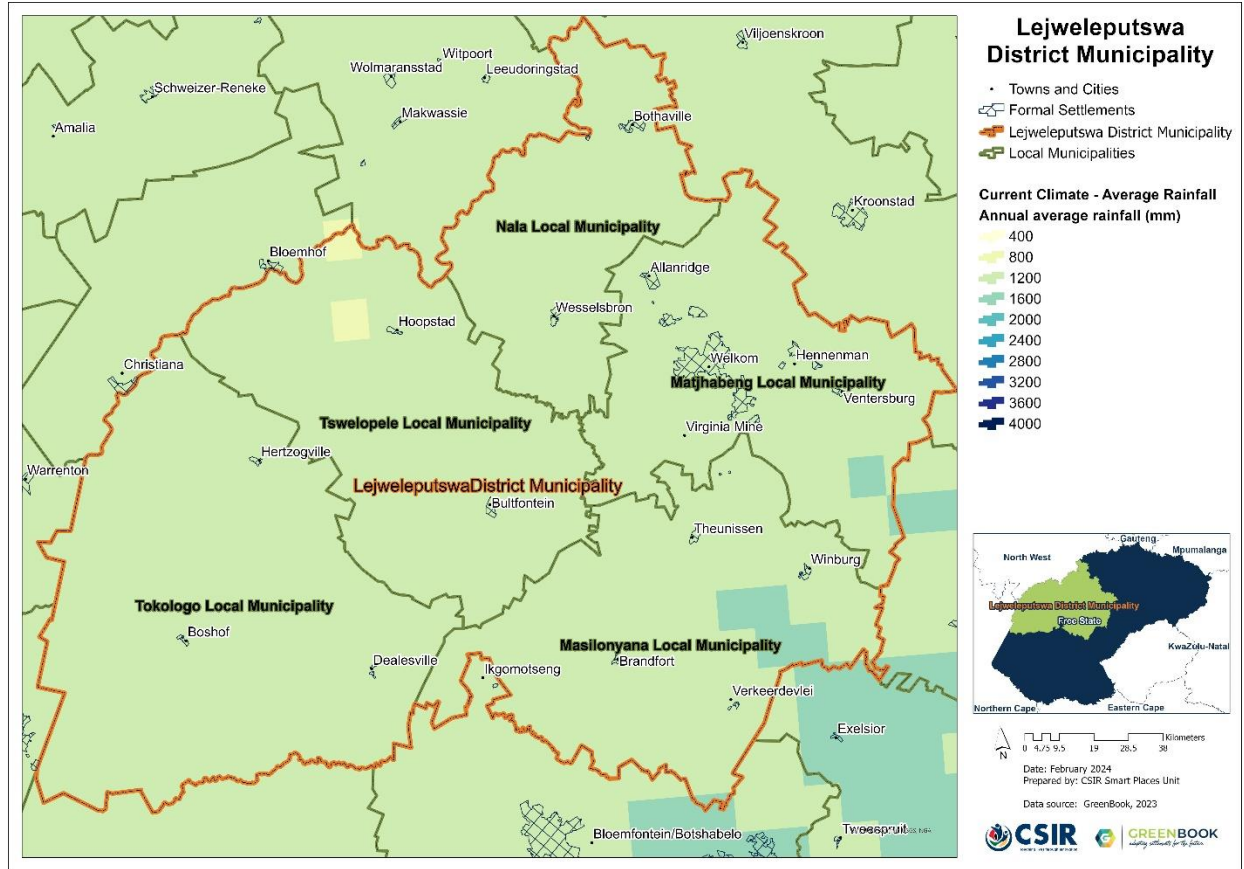 Lejweleputswa
District Municipality
Towns and Cities
Formal Settlements
Lejweleputswa District Municipality
Local Municipalities
Current Climate - Average Rainfall
Annual average rainfall (mm)
400
800
1200
1600
2000
2400
2800
3200
3600
4000
Viljoenskroon
Witpoort
Wolmaransstad
Leeudoringstad
Schweizer-Reneke
Makwassie
Amalia
Bothaville
Kroonstad
Nala Local Municipality
Bloemhof
Allanridge
Wesselsbron
Hoopstad
Christiana
Welkom
Hennenman
Matjhabeng Local Municipality
Ventersburg
Tswelopele Local Municipality
Virginia Mine
Hertzogville
Warrenton
LejweleputswaDistrict Municipality
Bultfontein
Theunissen
Winburg
Tokologo Local Municipality
Boshof
Masilonyana Local Municipality
Brandfort
Dealesville
Ikgomotseng
Verkeerdevlei
Exelsior
Bloemfontein/Botshabelo
Tweespruit
Gauteng
North West
Mpumalanga
Lejweleputswa District Municipality
Free State
KwaZulu-Natal
Northern Cape
Eastern Cape
N
Kilometers
0 4.75 9.5 19 28.5 38
Date: February 2024
Prepared by: CSIR Smart Places Unit
Data source: GreenBook, 2023
CSIR
GREENBOOK
adapting settlements for the future